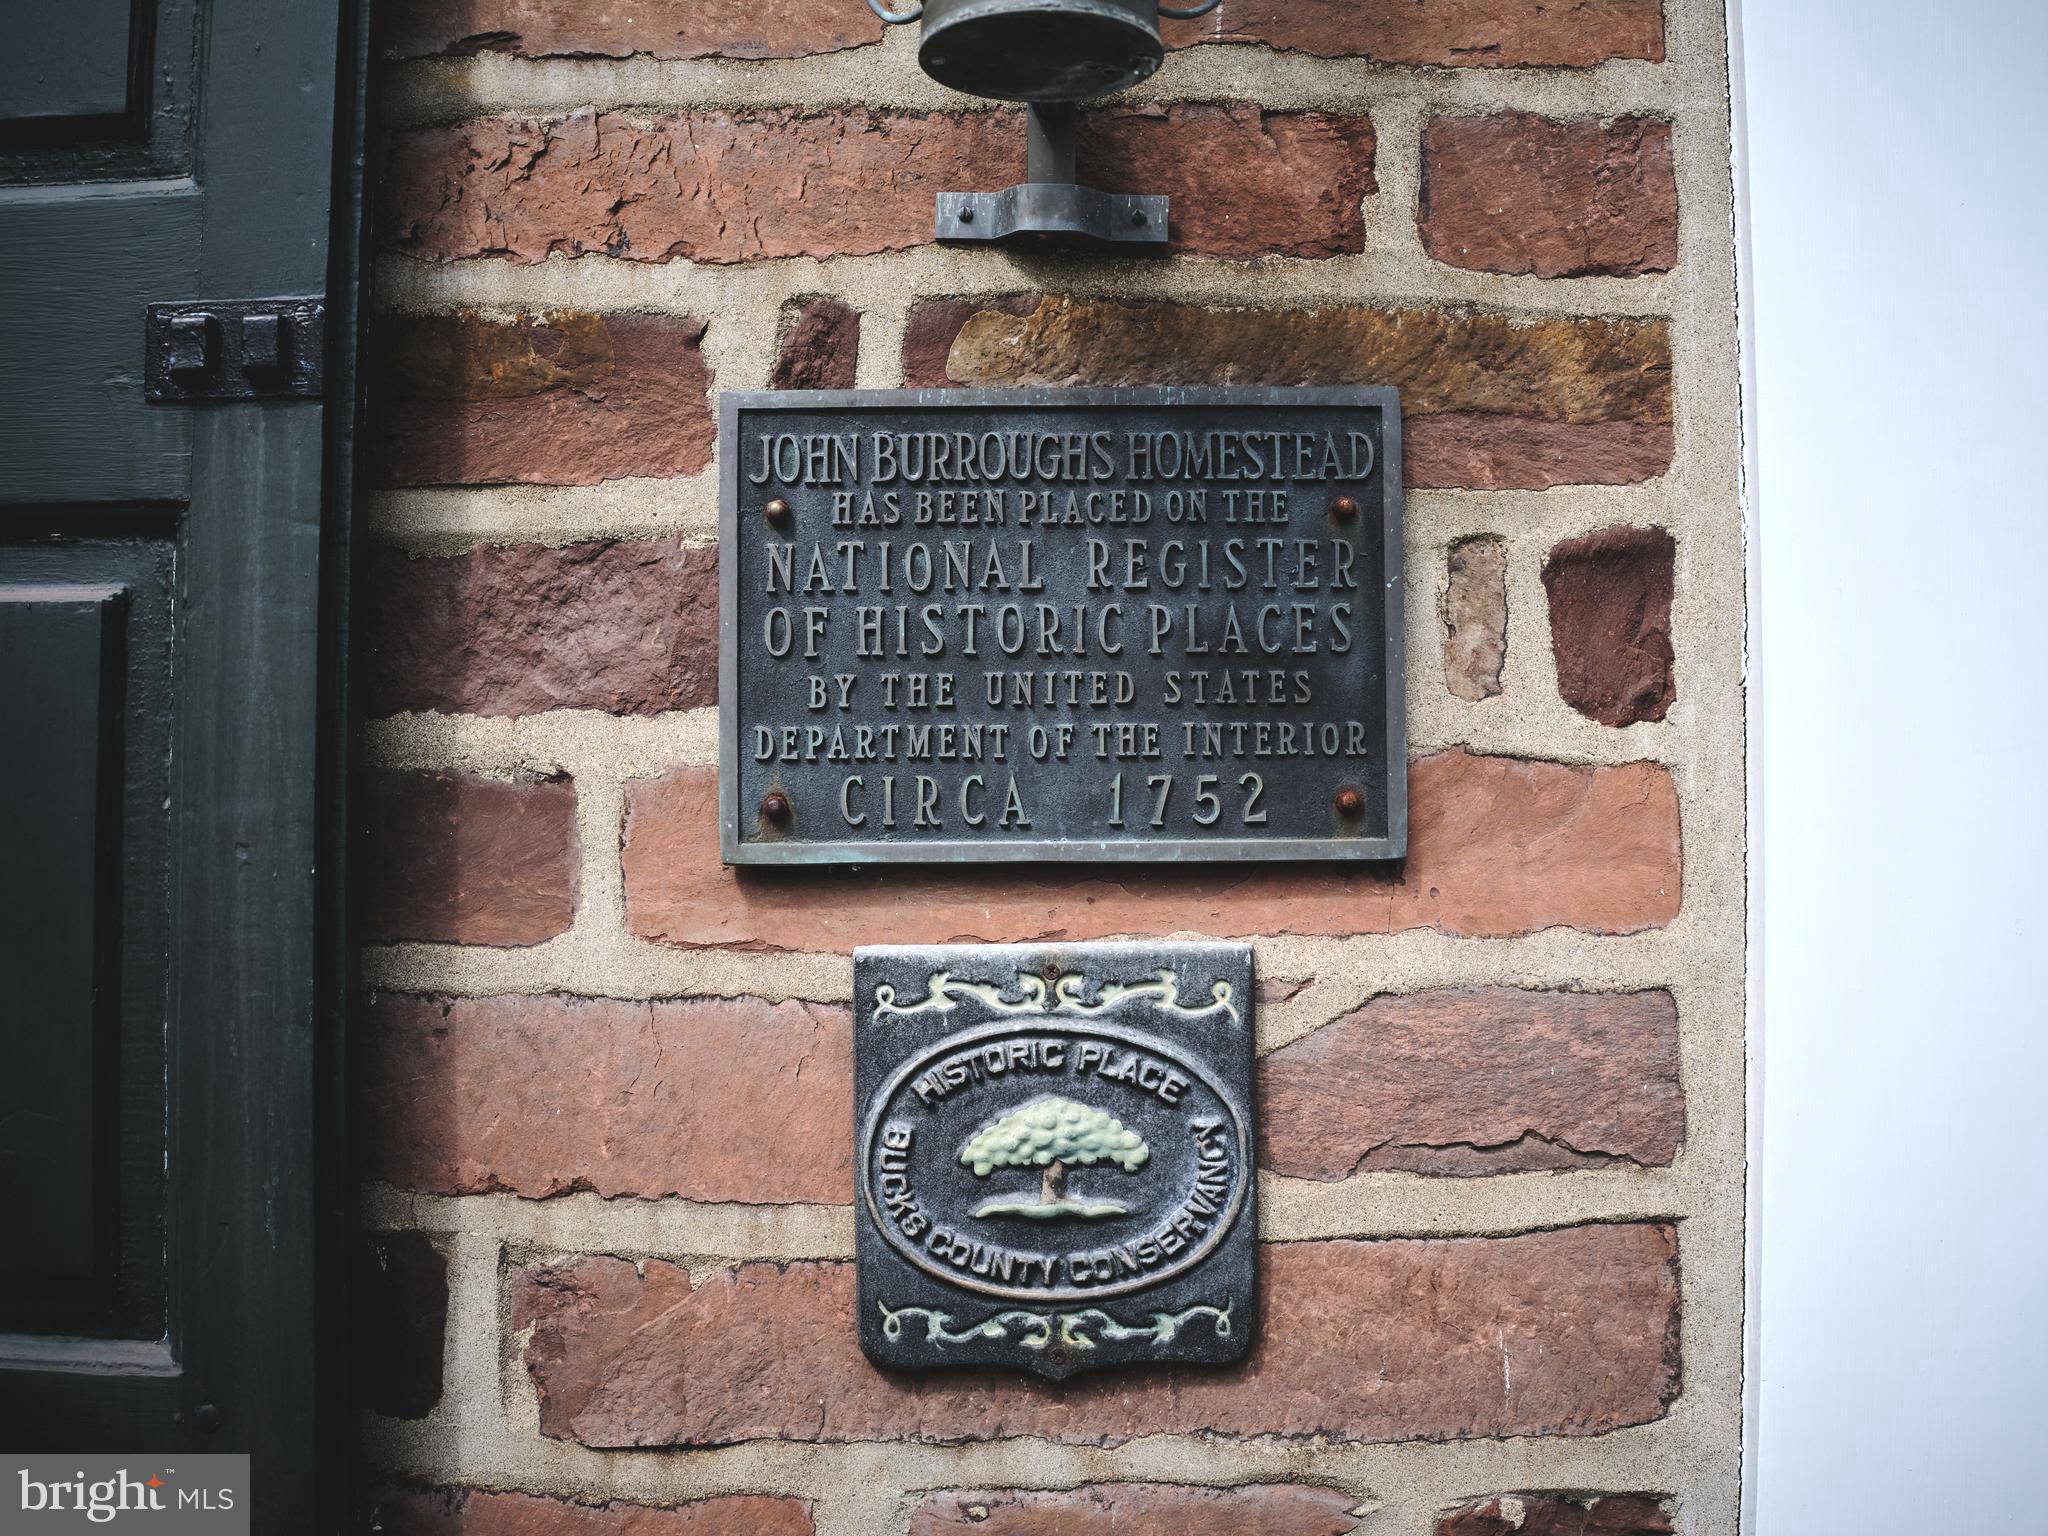 JOHN BURROUGHS HOMESTEAD
HAS BEEN PLACED ON THE
NATIONAL REGISTER
OF HISTORIC PLACES
BY THE UNITED STATES
DEPARTMENT OF THE INTERIOR
CIRCA 1752
HISTORIC PLACE
BUCKS COUNTY CONSERVANCY
bright™ MLS